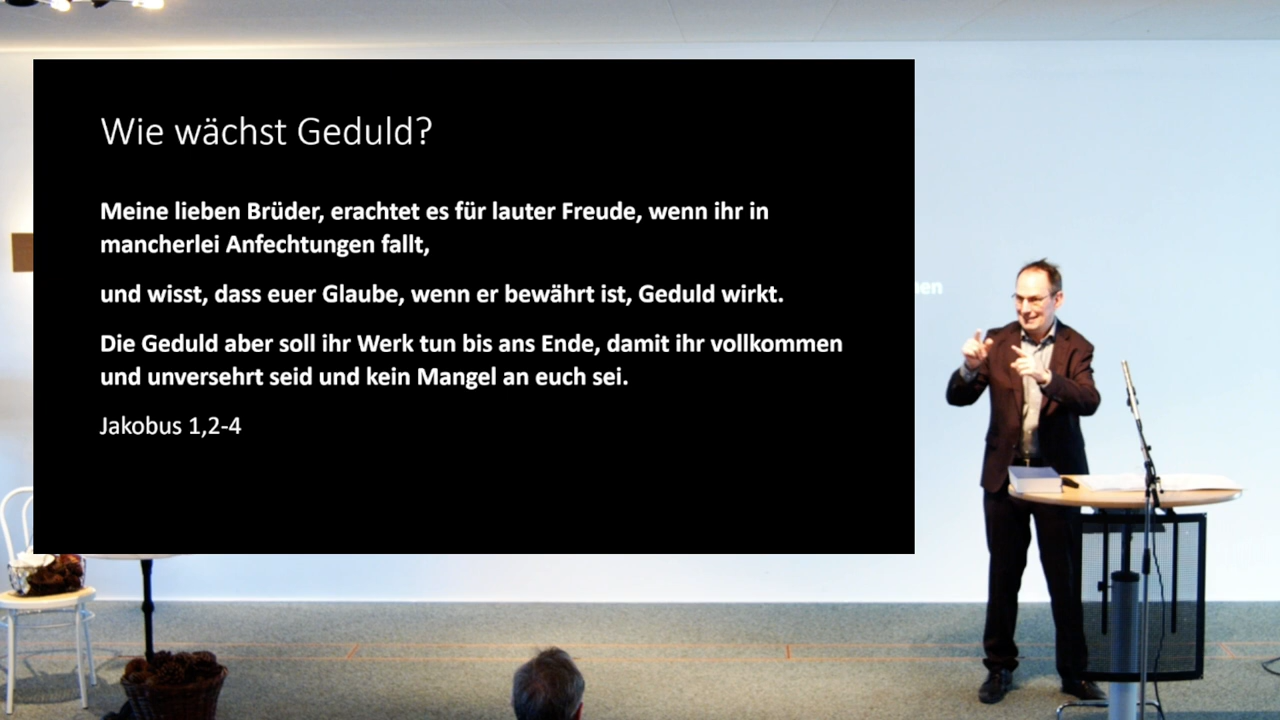 Wie wächst Geduld?
Meine lieben Brüder, erachtet es für lauter Freude, wenn ihr in
mancherlei Anfechtungen fallt,
und wisst, dass euer Glaube, wenn er bewährt ist, Geduld wirkt.
Die Geduld aber soll ihr Werk tun bis ans Ende, damit ihr vollkommen
und unversehrt seid und kein Mangel an euch sei.
Jakobus 1,2-4